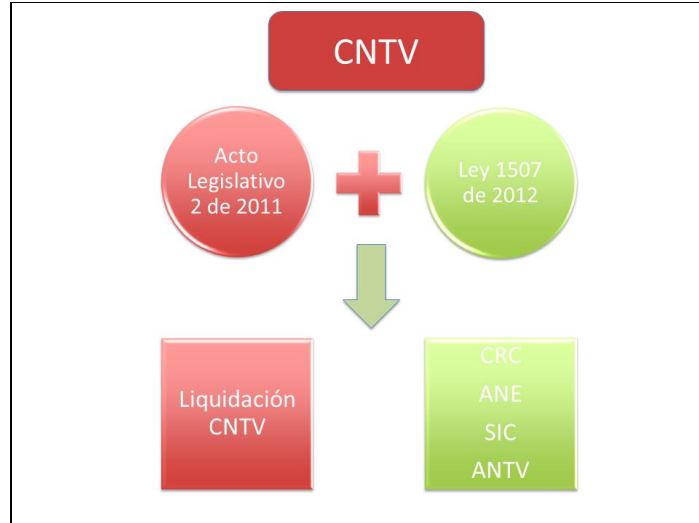 CNTV
Acto
Legislativo
2 de 2011
Ley 1507
de 2012
Liquidación
CNTV
CRC
ANE
SIC
ANTV